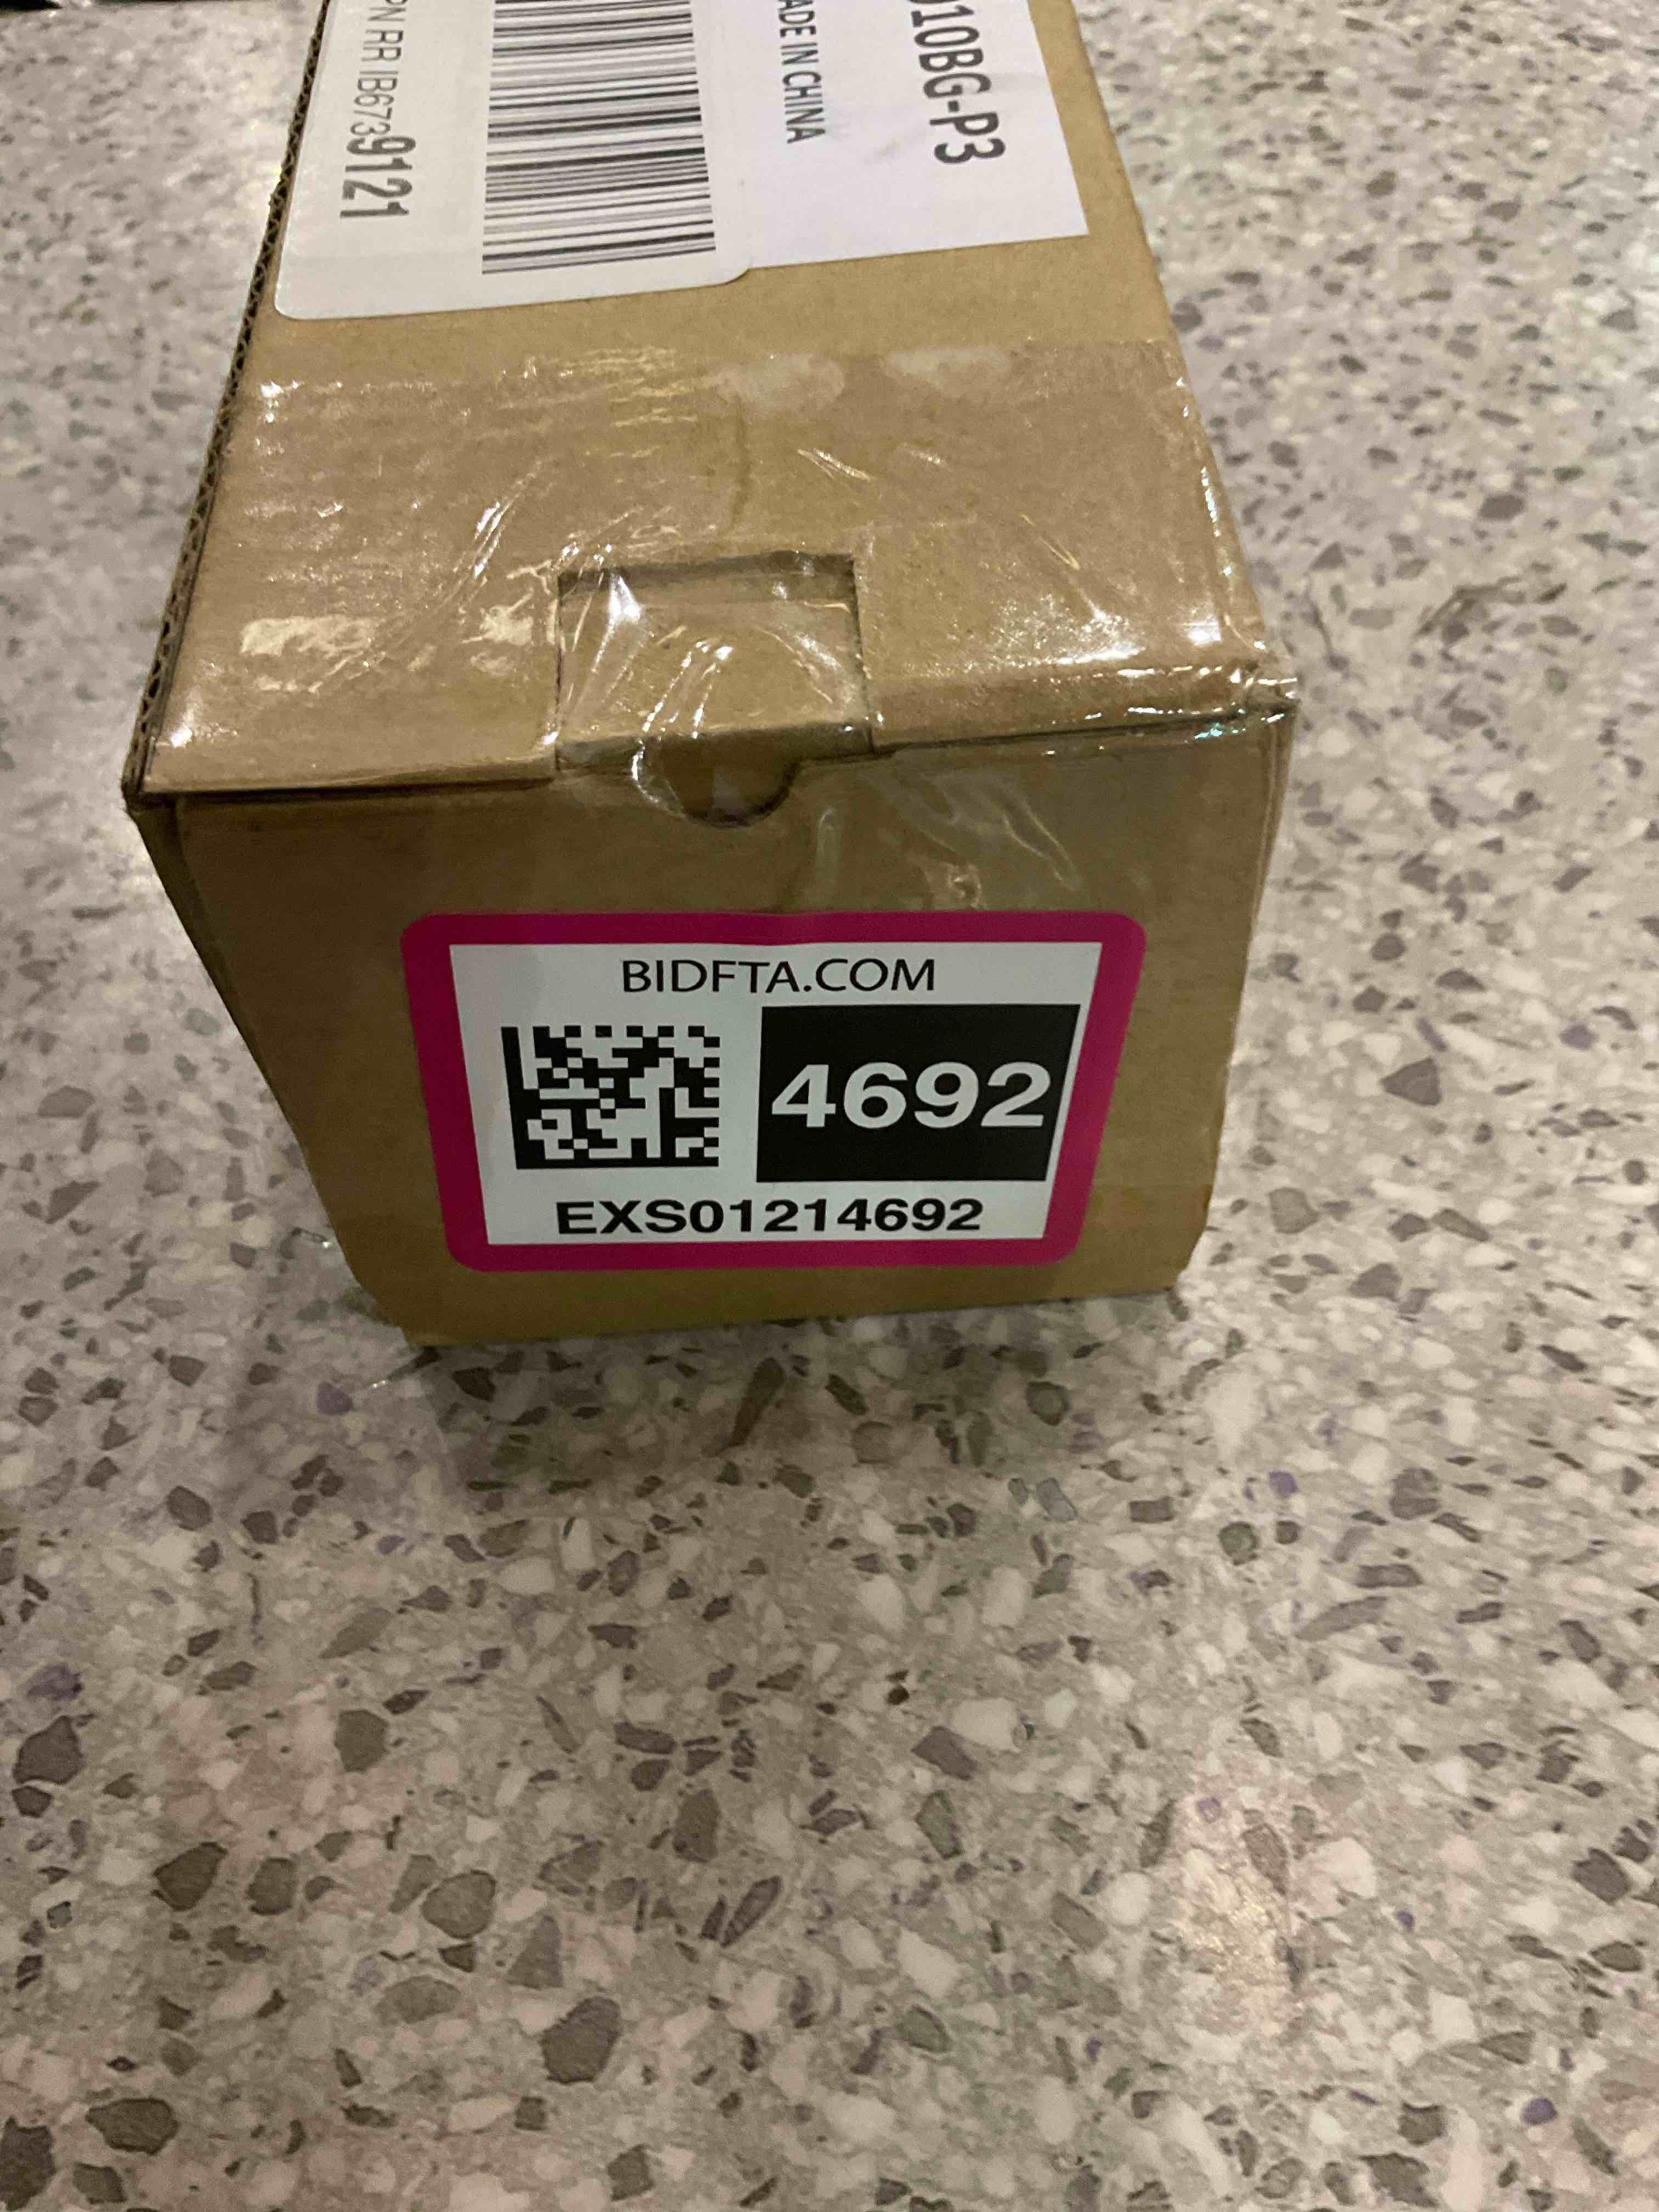 PN RR IB6739121
ADE IN CHINA
010BG-P3
BIDFTA.COM
4692
EXS01214692